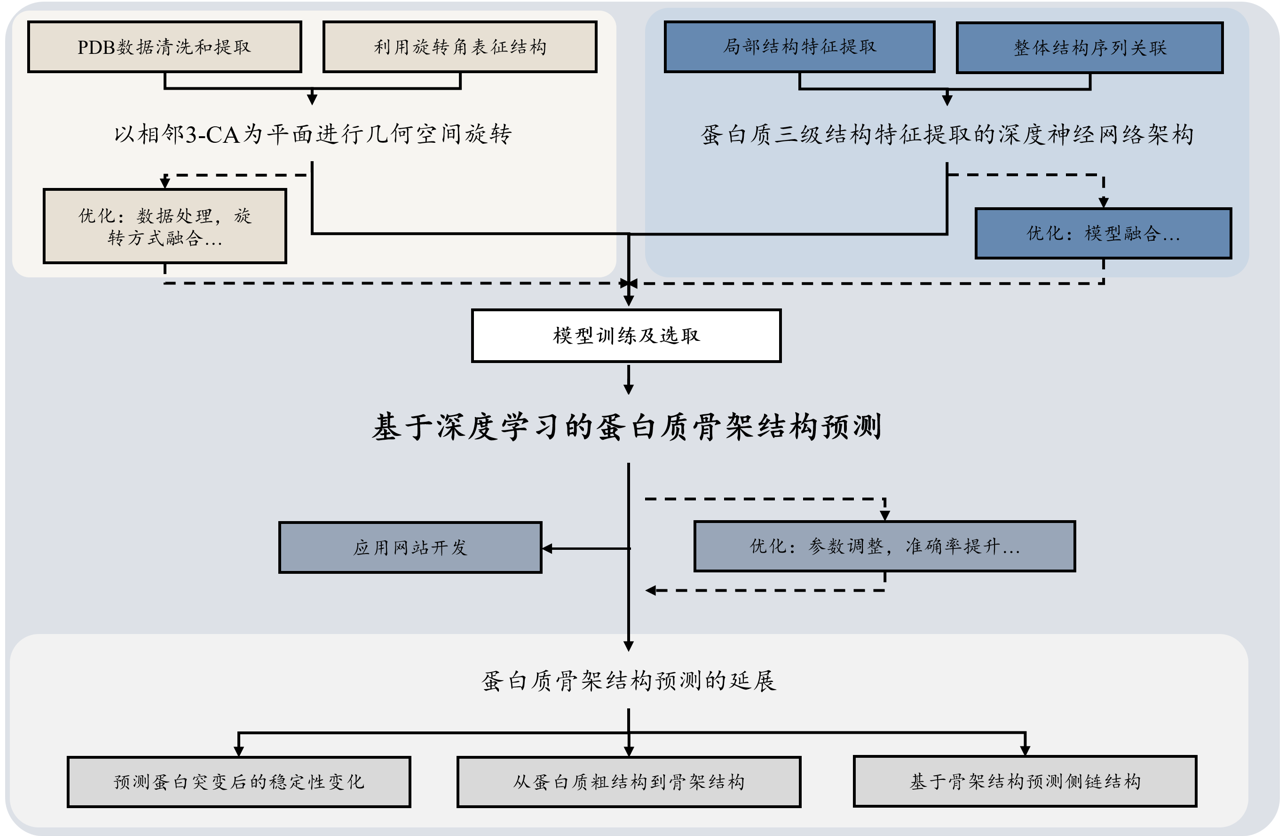 PDB数据清洗和提取
利用旋转角表征结构
局部结构特征提取
整体结构序列关联
以相邻3-CA为平面进行几何空间旋转
蛋白质三级结构特征提取的深度神经网络架构
优化：数据处理，旋
转方式融合…
优化：模型融合…
模型训练及选取
基于深度学习的蛋白质骨架结构预测
应用网站开发
优化：参数调整，准确率提升…
蛋白质骨架结构预测的延展
预测蛋白突变后的稳定性变化
从蛋白质粗结构到骨架结构
基于骨架结构预测侧链结构